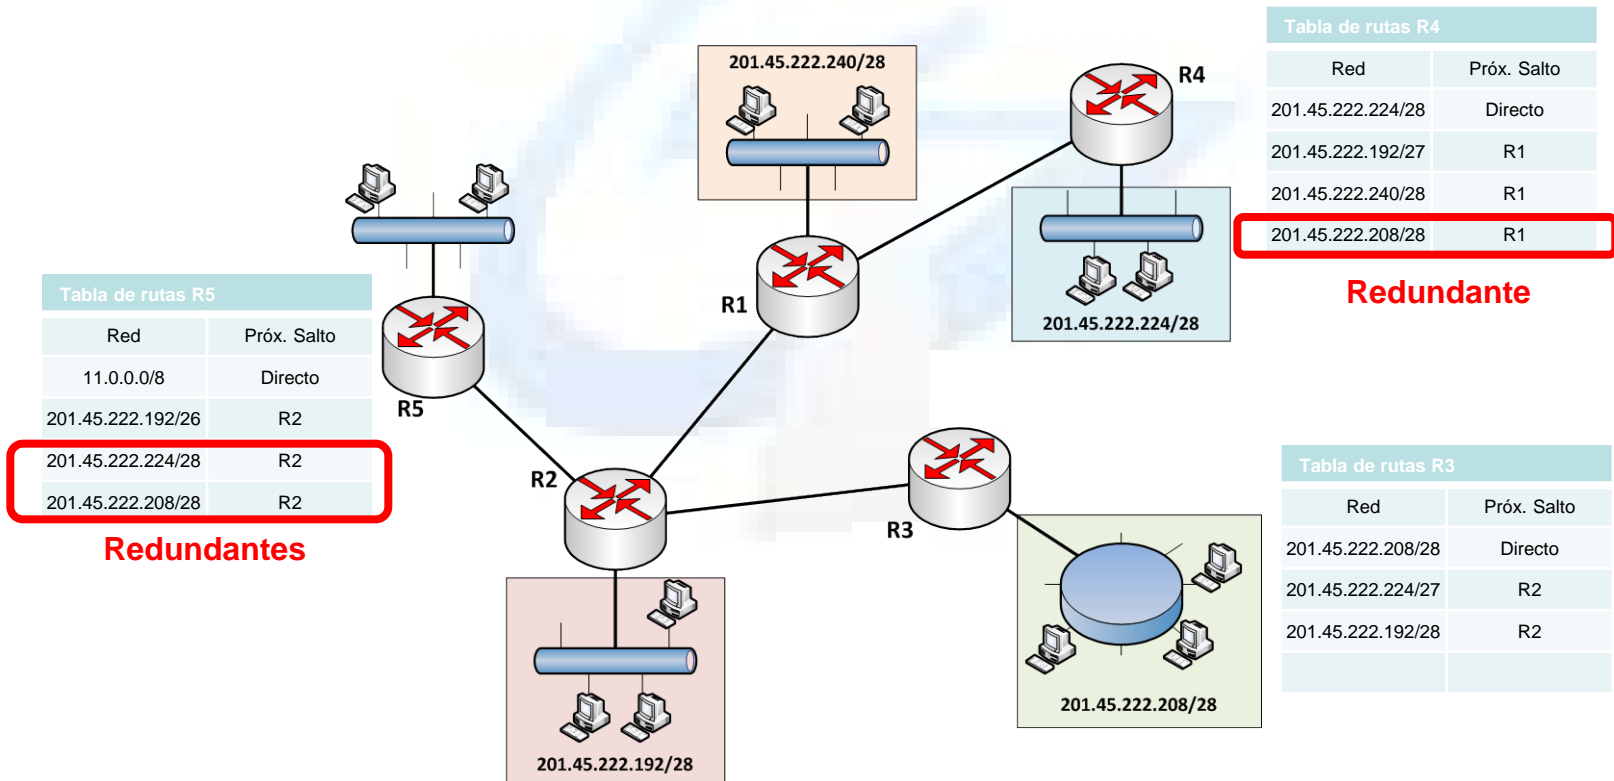 Tabla de rutas R4
Red Próx. Salto
201.45.222.224/28 Directo
201.45.222.192/27 R1
201.45.222.240/28 R1
201.45.222.208/28 R1
Redundante
201.45.222.240/28
R4
201.45.222.224/28
R1
Tabla de rutas R5
Red Próx. Salto
11.0.0.0/8 Directo
201.45.222.192/26 R2
201.45.222.224/28 R2
201.45.222.208/28 R2
Redundantes
R5
R2
R3
201.45.222.192/28
201.45.222.208/28
Tabla de rutas R3
Red Próx. Salto
201.45.222.208/28 Directo
201.45.222.224/27 R2
201.45.222.192/28 R2